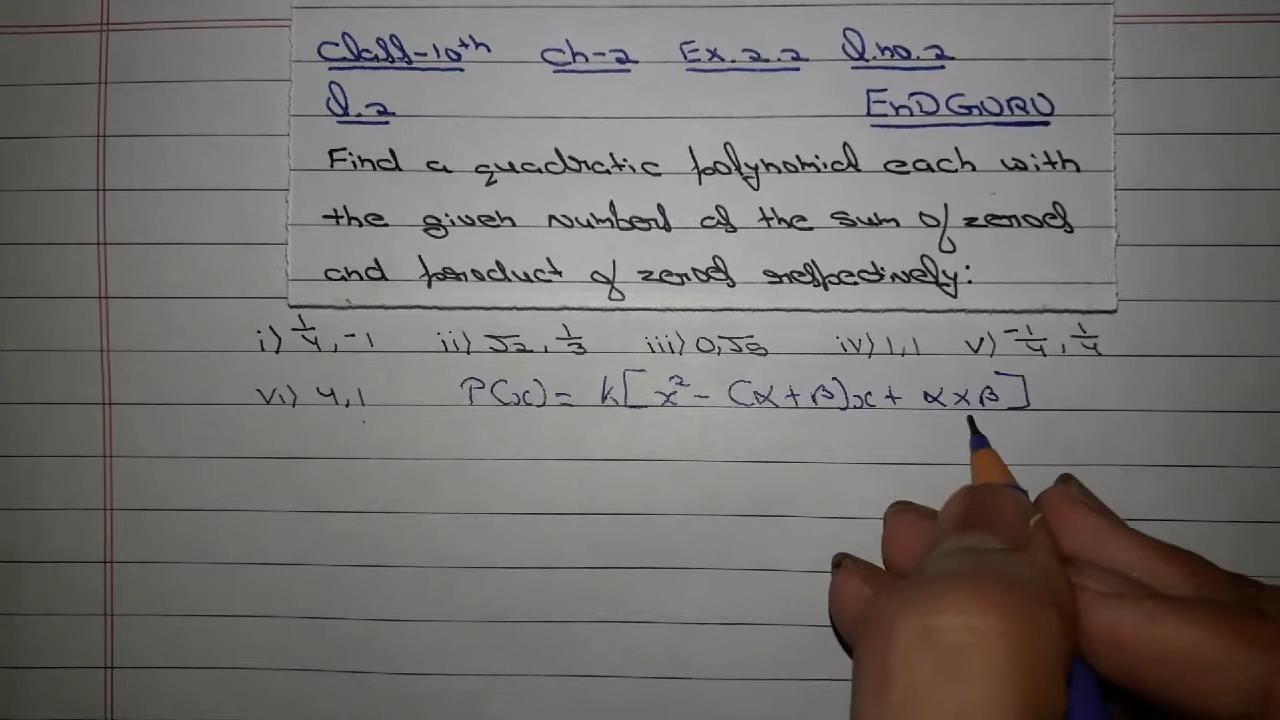 Class-10th Ch-2 Ex.2.2 Q.no.2
Q.2 EnDGURU
Find a quadratic polynomial each with
the given numbers as the sum of zeroes
and product of zeroes respectively:
i) 1/4, -1 ii) √2, 1/3 iii) 0, √5 iv) 1, 1 v) -1/4, 1/4
vi) 4, 1 P(x) = k[x² - (α+β)x + α×β]